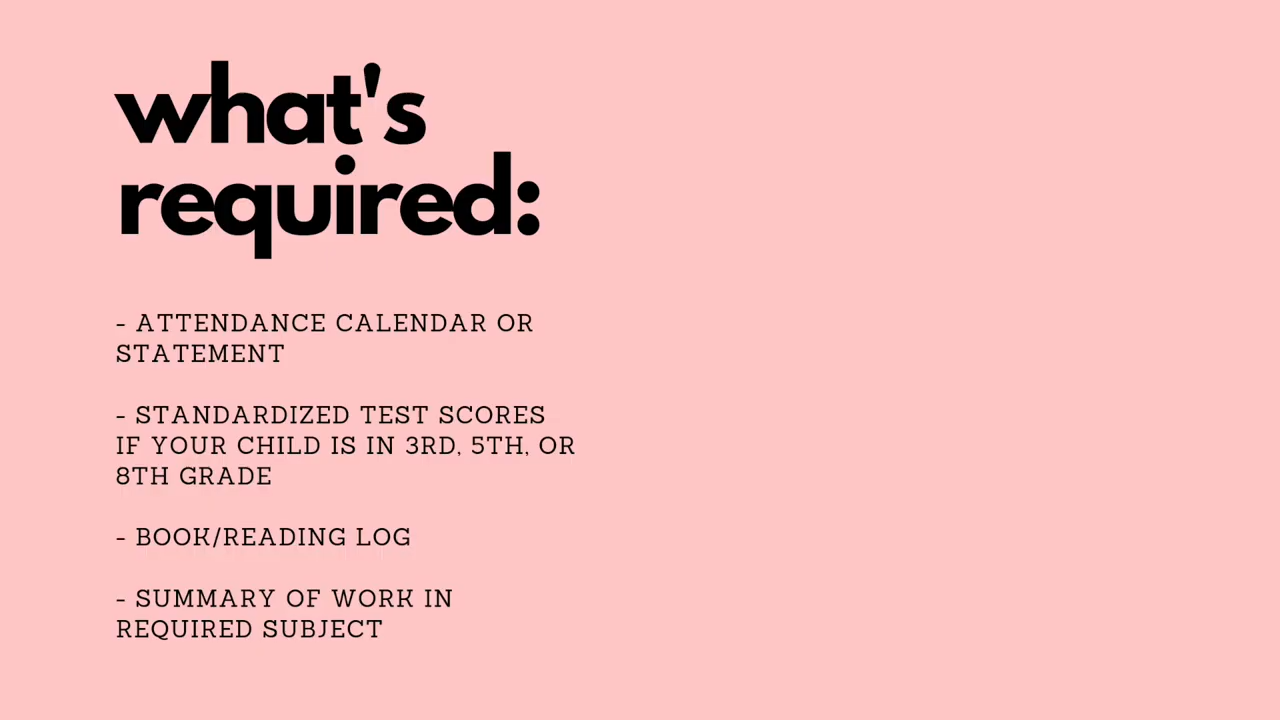 what's
required:
- ATTENDANCE CALENDAR OR
STATEMENT
- STANDARDIZED TEST SCORES
IF YOUR CHILD IS IN 3RD, 5TH, OR
8TH GRADE
- BOOK/READING LOG
- SUMMARY OF WORK IN
REQUIRED SUBJECT